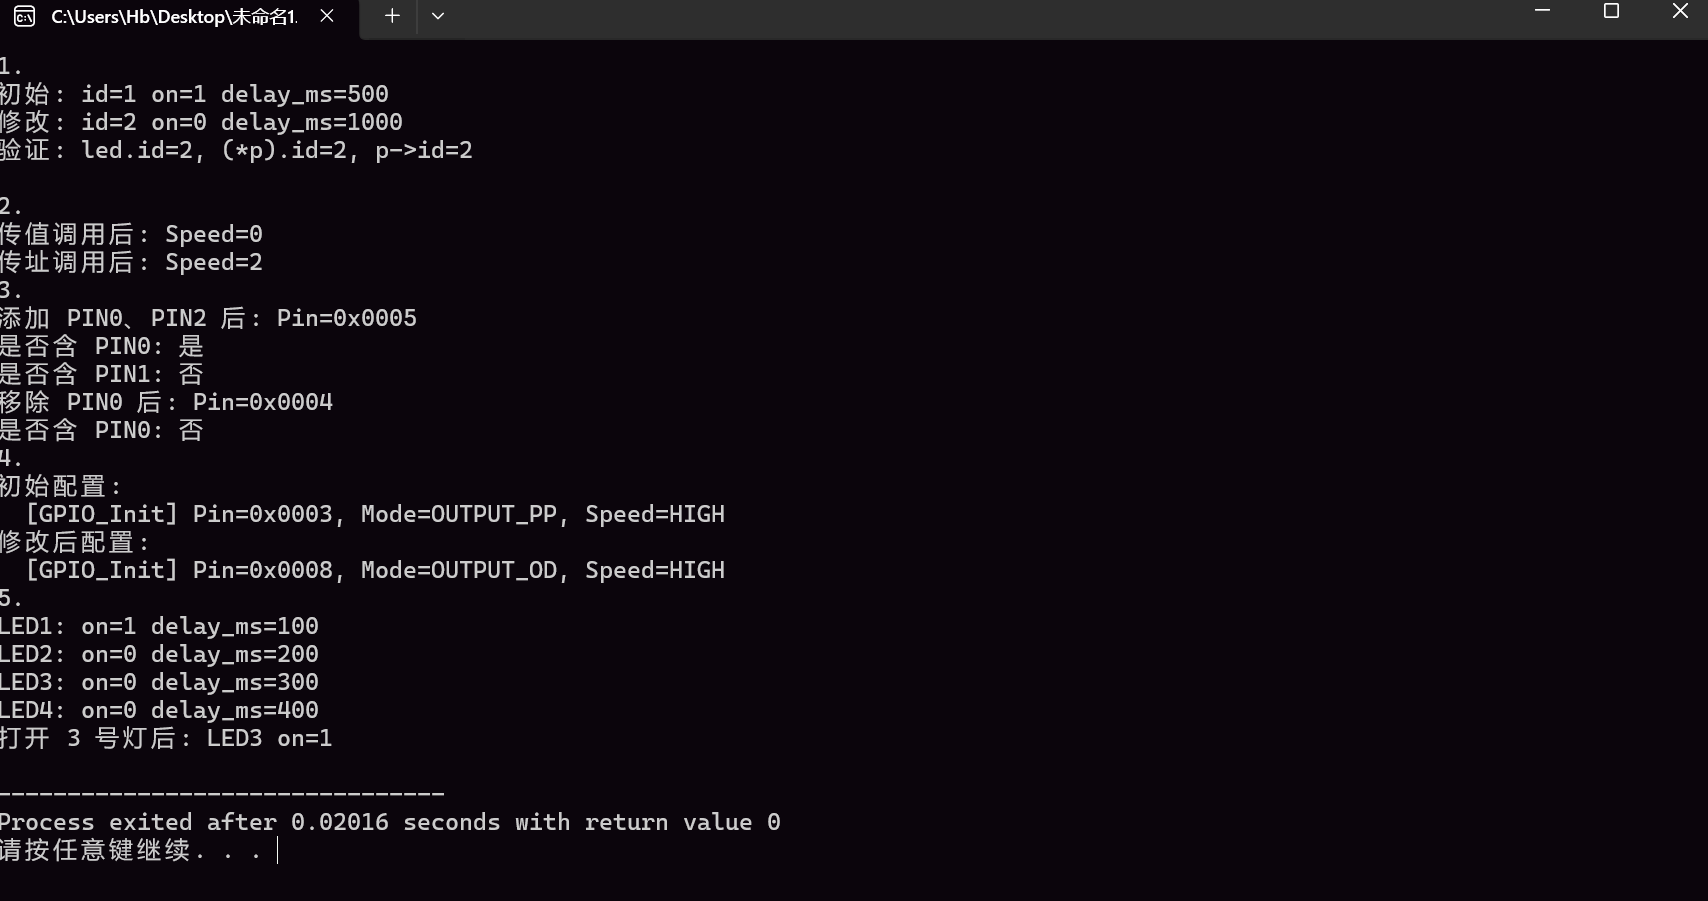 C:\Users\Hb\Desktop\未命名1.
1.
初始: id=1 on=1 delay_ms=500
修改: id=2 on=0 delay_ms=1000
验证: led.id=2, (*p).id=2, p->id=2
2.
传值调用后: Speed=0
传址调用后: Speed=2
3.
添加 PIN0、PIN2 后: Pin=0x0005
是否含 PIN0: 是
是否含 PIN1: 否
移除 PIN0 后: Pin=0x0004
是否含 PIN0: 否
4.
初始配置:
  [GPIO_Init] Pin=0x0003, Mode=OUTPUT_PP, Speed=HIGH
修改后配置:
  [GPIO_Init] Pin=0x0008, Mode=OUTPUT_OD, Speed=HIGH
5.
LED1: on=1 delay_ms=100
LED2: on=0 delay_ms=200
LED3: on=0 delay_ms=300
LED4: on=0 delay_ms=400
打开 3 号灯后: LED3 on=1
--------------------------------
Process exited after 0.02016 seconds with return value 0
请按任意键继续. . .